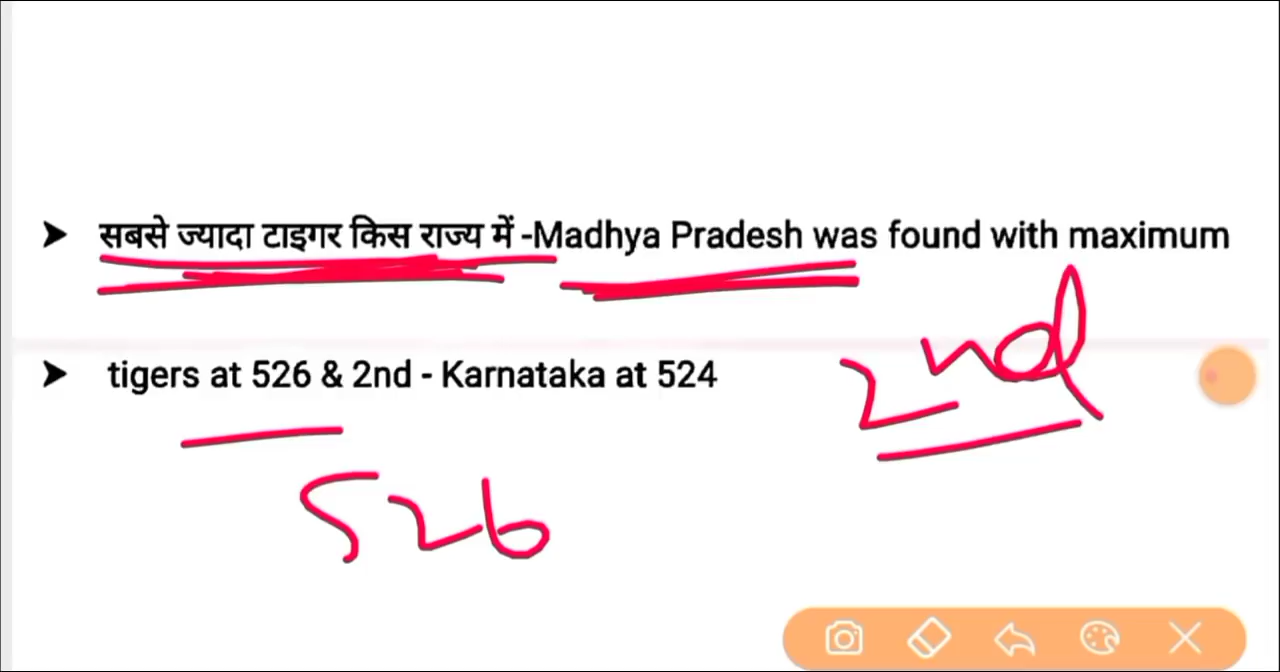 ➤ सबसे ज्यादा टाइगर किस राज्य में -Madhya Pradesh was found with maximum
➤ tigers at 526 & 2nd - Karnataka at 524
2nd
526